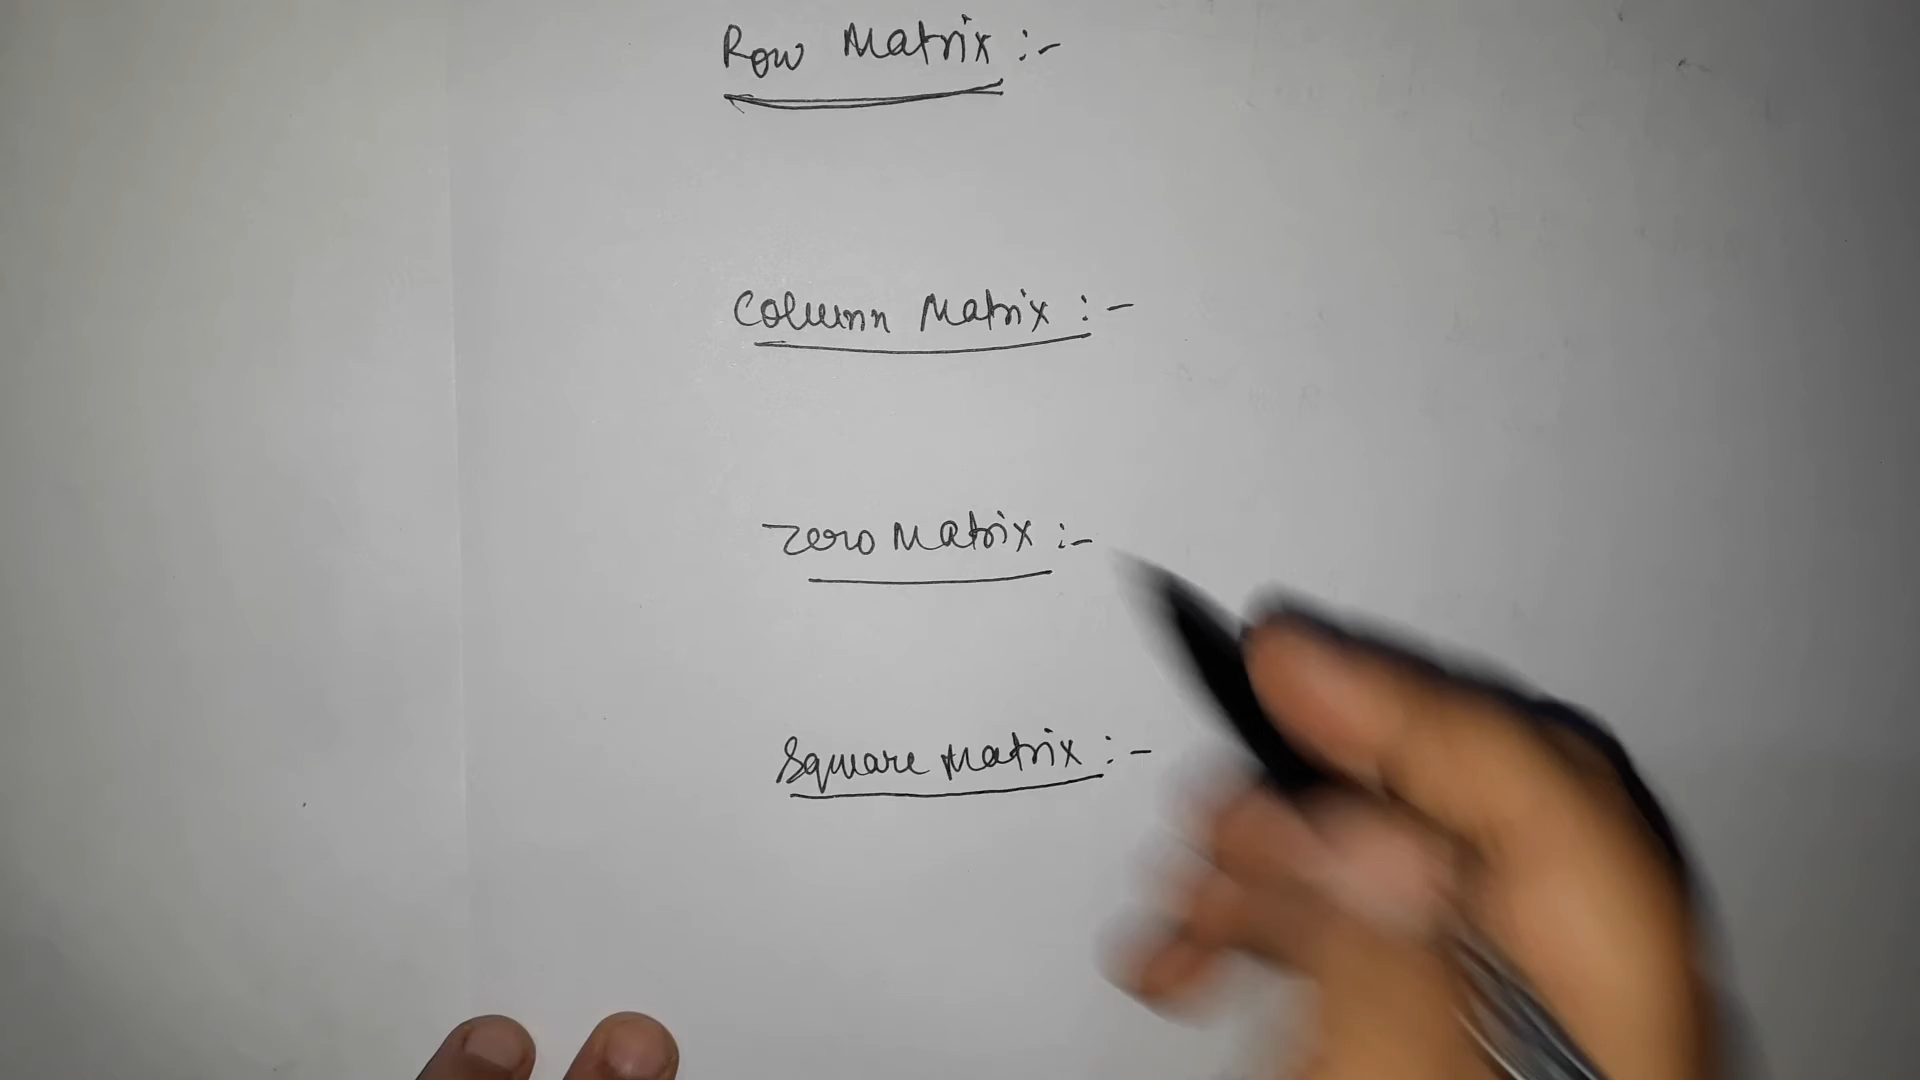 Row Matrix :-
Column Matrix :-
Zero Matrix :-
Square Matrix :-